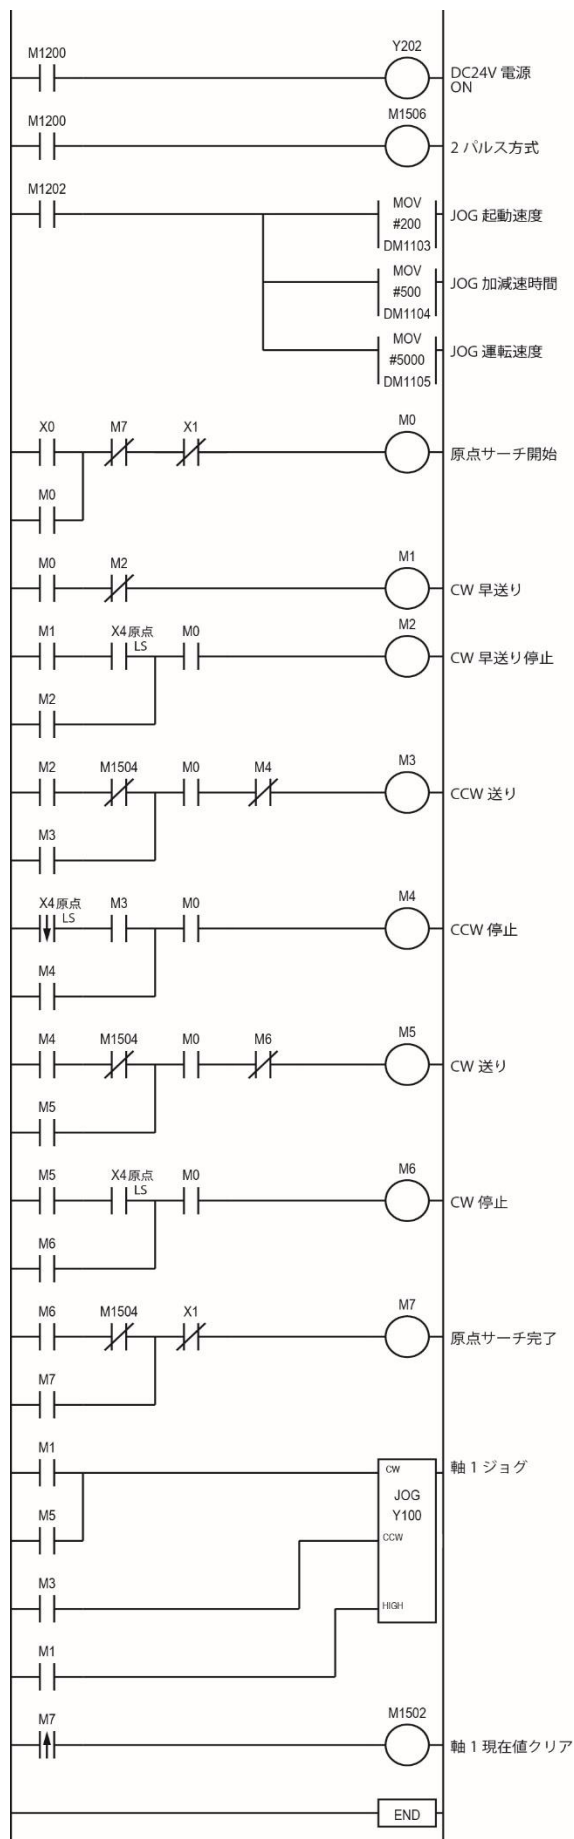 M1200 Y202
DC24V 電源
ON
M1200 M1506
2 パルス方式
M1202
MOV
#200
DM1103
JOG 起動速度
MOV
#500
DM1104
JOG 加減速時間
MOV
#5000
DM1105
JOG 運転速度
X0 M7 X1 M0
原点サーチ開始
M0
M0 M2 M1
CW 早送り
M1 X4 原点 M0 M2
LS
CW 早送り停止
M2
M2 M1504 M0 M4 M3
CCW 送り
M3
X4 原点 M3 M0 M4
LS
CCW 停止
M4
M4 M1504 M0 M6 M5
CW 送り
M5
M5 X4 原点 M0 M6
LS
CW 停止
M6
M6 M1504 X1 M7
原点サーチ完了
M7
M1
CW
軸 1 ジョグ
JOG
Y100
M5
CCW
M3
HIGH
M1
M7 M1502
軸 1 現在値クリア
END